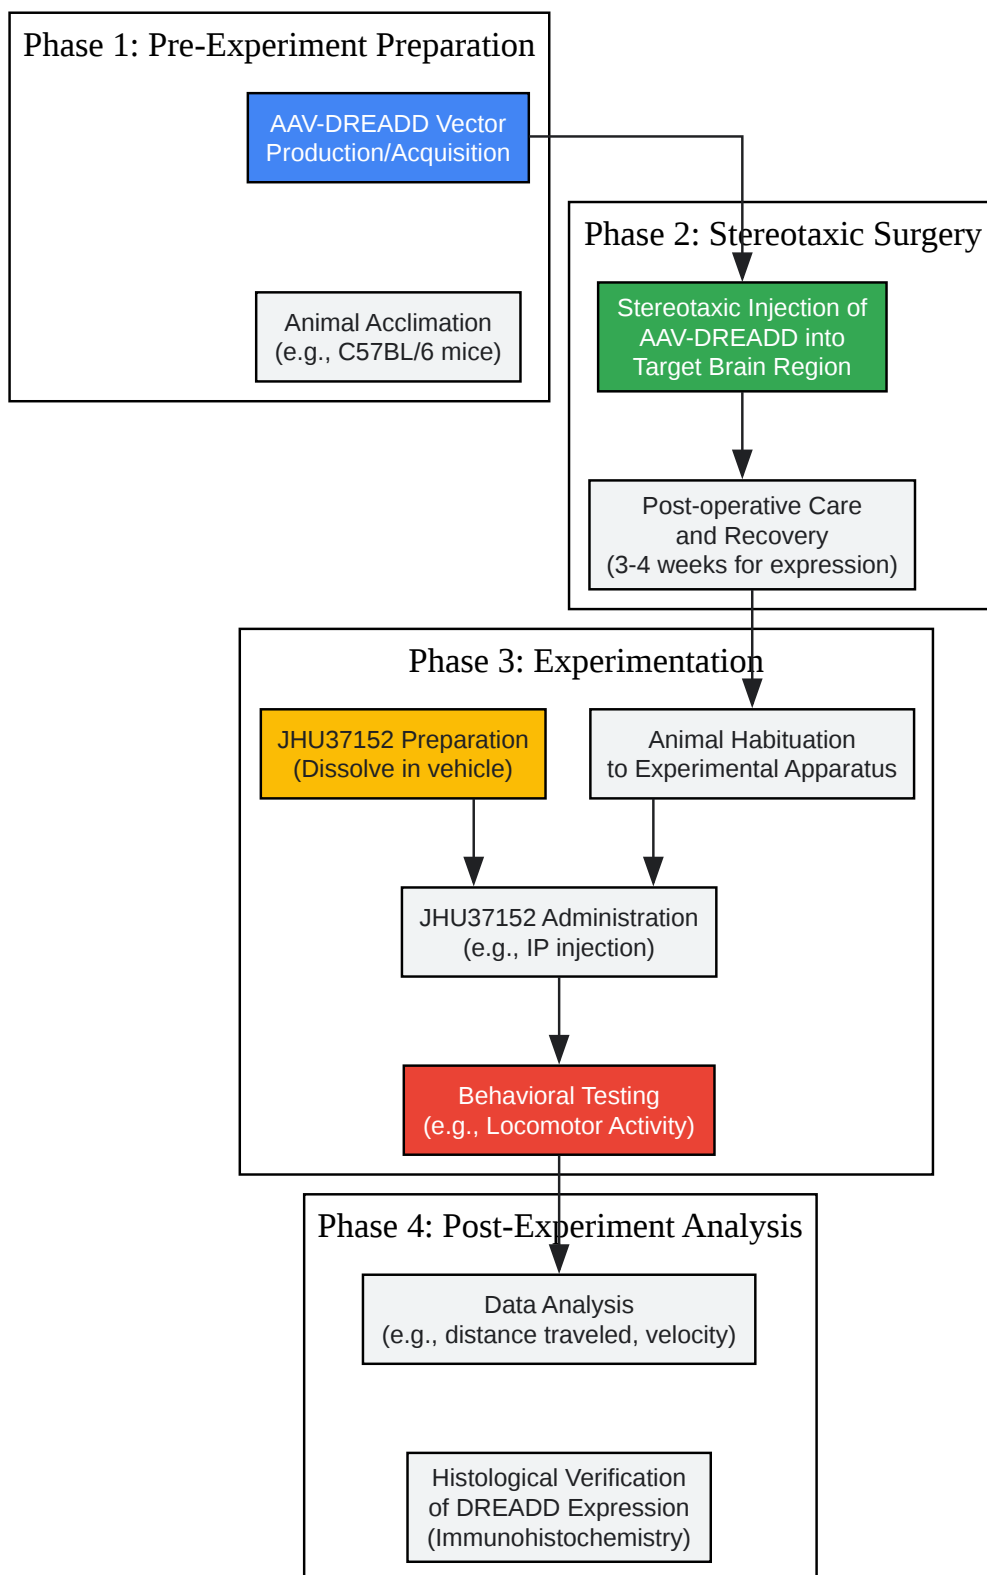 Phase 1: Pre-Experiment Preparation
AAV-DREADD Vector
Production/Acquisition
Animal Acclimation
(e.g., C57BL/6 mice)
Phase 2: Stereotaxic Surgery
Stereotaxic Injection of
AAV-DREADD into
Target Brain Region
Post-operative Care
and Recovery
(3-4 weeks for expression)
Phase 3: Experimentation
JHU37152 Preparation
(Dissolve in vehicle)
Animal Habituation
to Experimental Apparatus
JHU37152 Administration
(e.g., IP injection)
Behavioral Testing
(e.g., Locomotor Activity)
Phase 4: Post-Experiment Analysis
Data Analysis
(e.g., distance traveled, velocity)
Histological Verification
of DREADD Expression
(Immunohistochemistry)